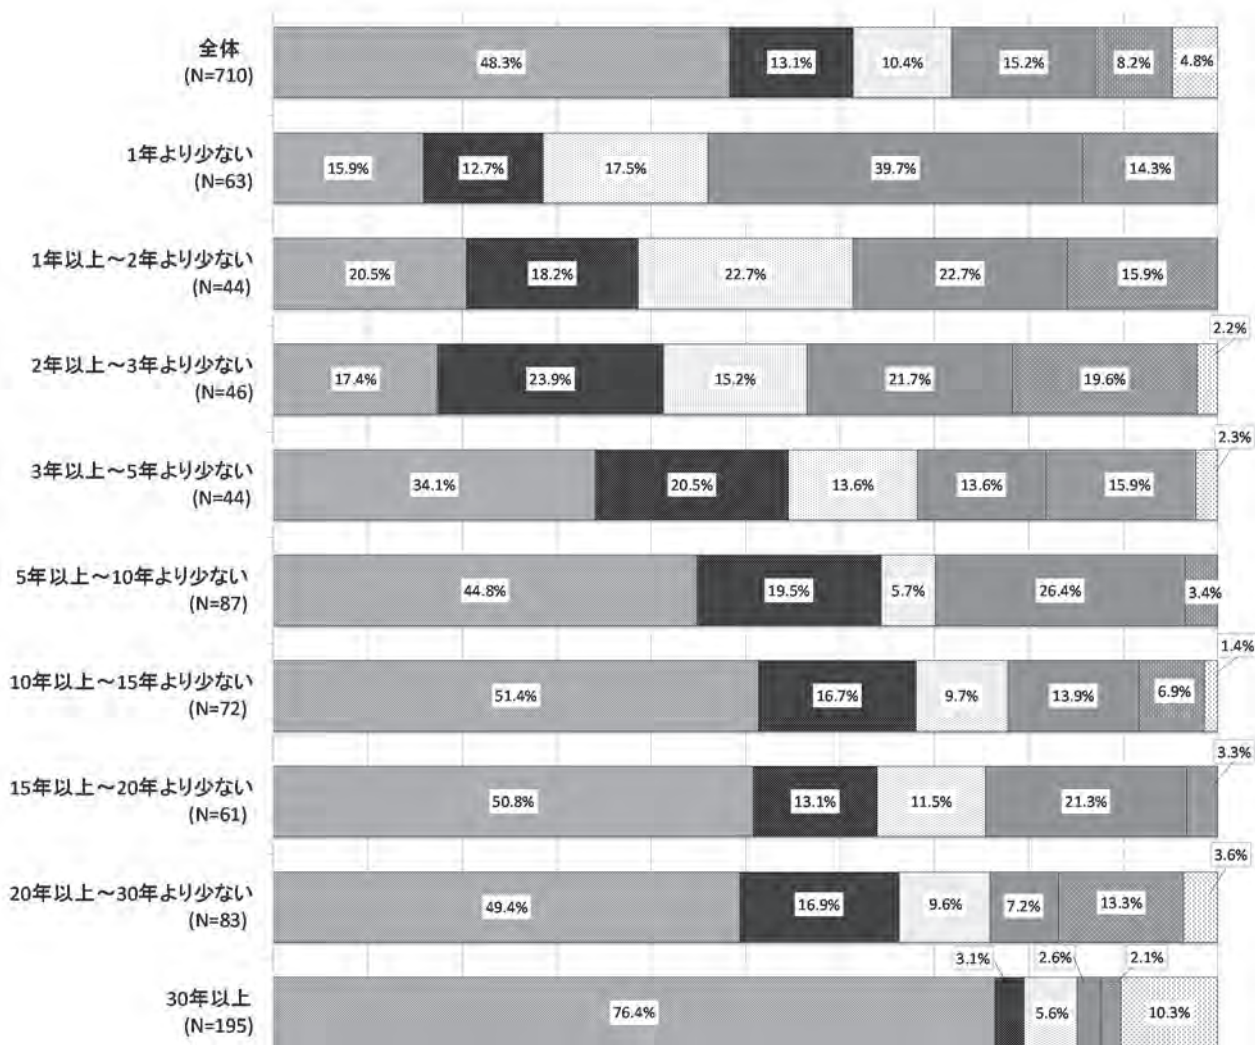 全体
(N=710)
48.3%
13.1%
10.4%
15.2%
8.2%
4.8%
1年より少ない
(N=63)
15.9%
12.7%
17.5%
39.7%
14.3%
1年以上～2年より少ない
(N=44)
20.5%
18.2%
22.7%
22.7%
15.9%
2年以上～3年より少ない
(N=46)
17.4%
23.9%
15.2%
21.7%
19.6%
2.2%
3年以上～5年より少ない
(N=44)
34.1%
20.5%
13.6%
13.6%
15.9%
2.3%
5年以上～10年より少ない
(N=87)
44.8%
19.5%
5.7%
26.4%
3.4%
10年以上～15年より少ない
(N=72)
51.4%
16.7%
9.7%
13.9%
6.9%
1.4%
15年以上～20年より少ない
(N=61)
50.8%
13.1%
11.5%
21.3%
3.3%
20年以上～30年より少ない
(N=83)
49.4%
16.9%
9.6%
7.2%
13.3%
3.6%
30年以上
(N=195)
76.4%
3.1%
5.6%
2.6%
2.1%
10.3%